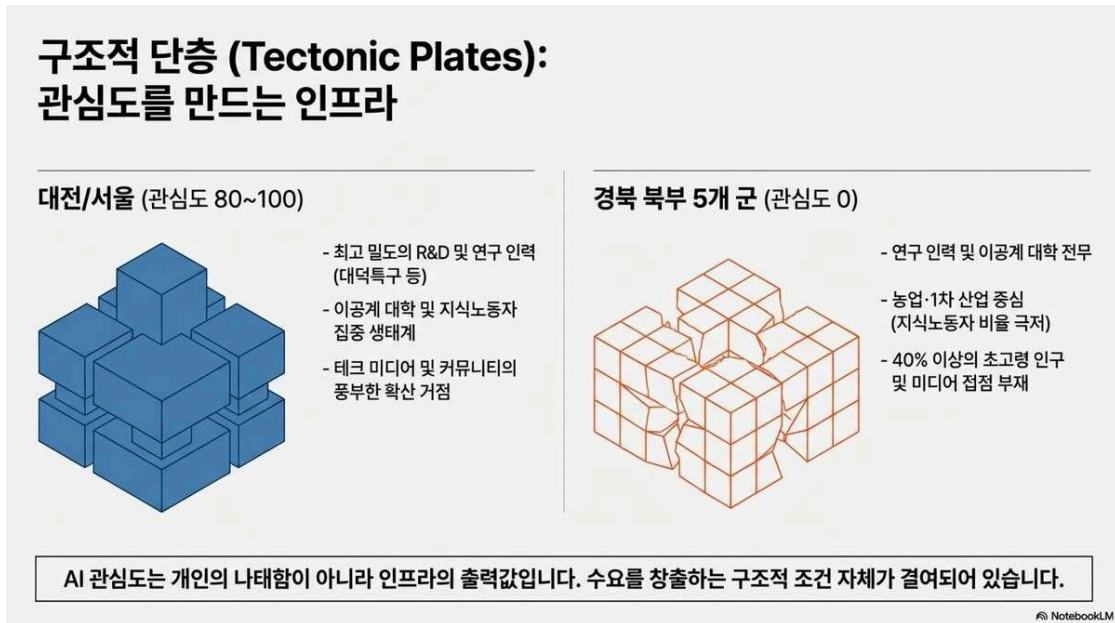 구조적 단층 (Tectonic Plates):
관심도를 만드는 인프라
대전/서울 (관심도 80~100)
- 최고 밀도의 R&D 및 연구 인력
(대덕특구 등)
- 이공계 대학 및 지식노동자
집중 생태계
- 테크 미디어 및 커뮤니티의
풍부한 확산 거점
경북 북부 5개 군 (관심도 0)
- 연구 인력 및 이공계 대학 전무
- 농업·1차 산업 중심
(지식노동자 비율 극저)
- 40% 이상의 초고령 인구
및 미디어 접점 부재
AI 관심도는 개인의 나태함이 아니라 인프라의 출력값입니다. 수요를 창출하는 구조적 조건 자체가 결여되어 있습니다.
NotebookLM